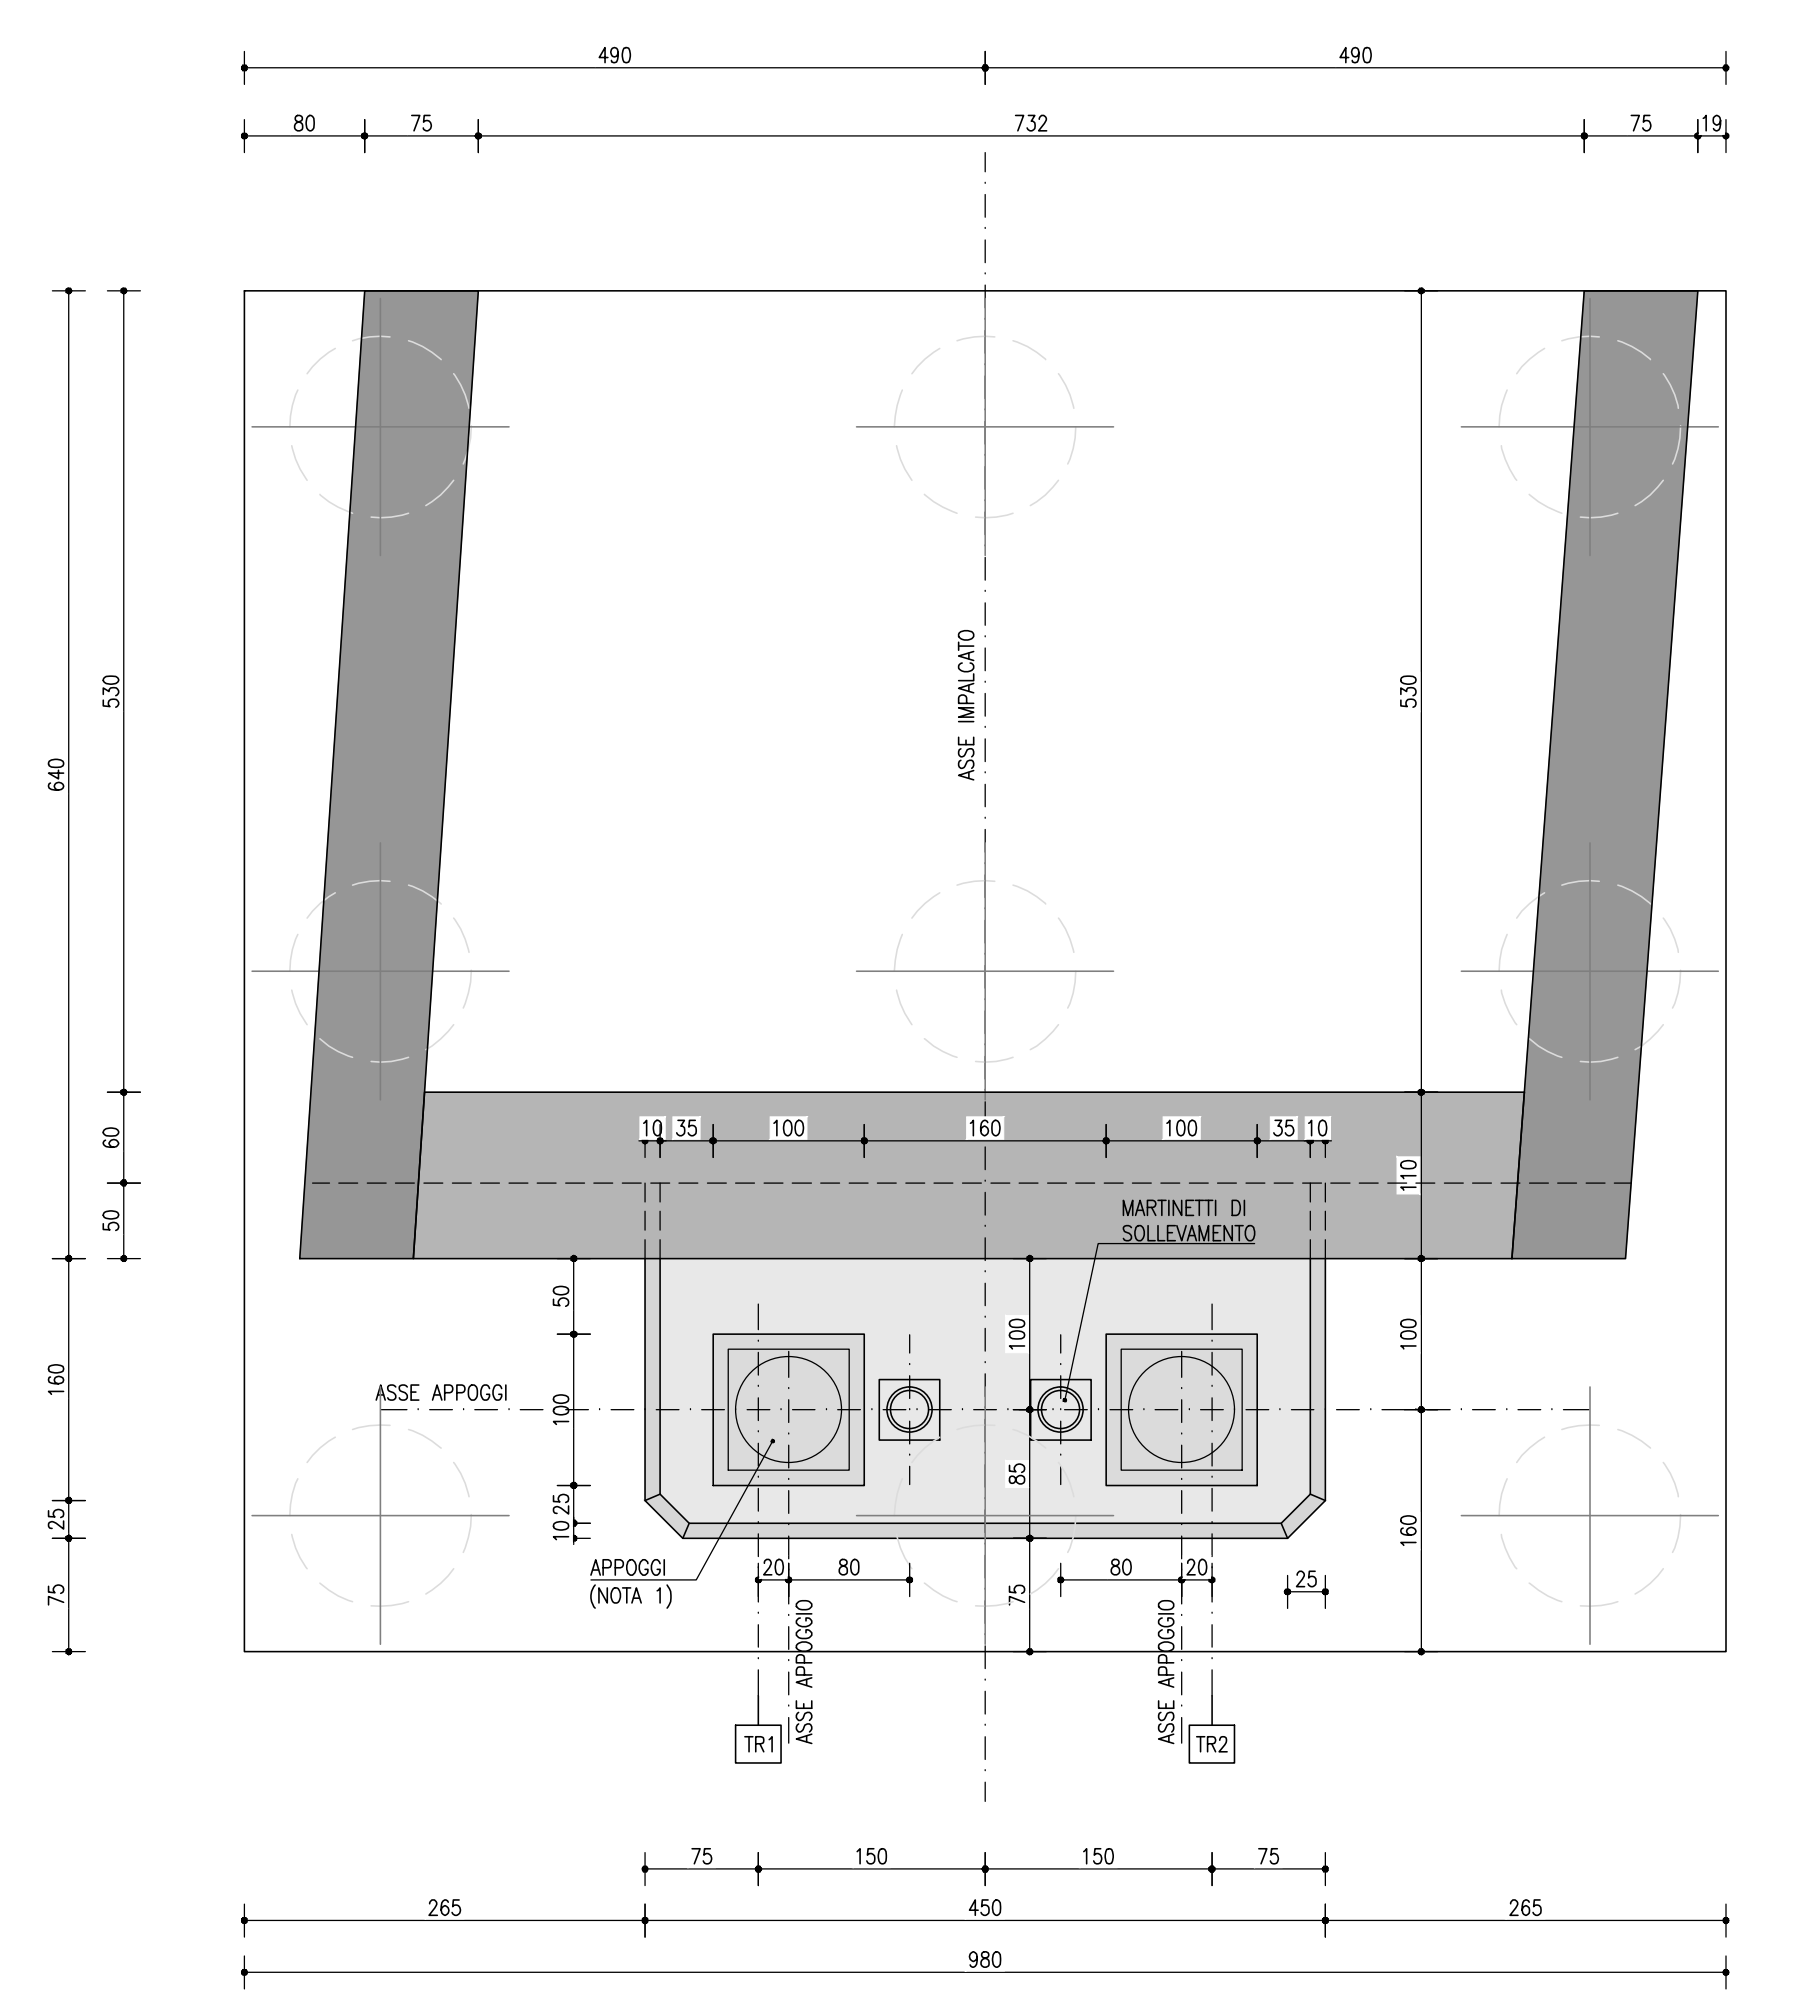 490 490
80 75 732 75 19
530
640
ASSE IMPALCATO
530
10 35 100 160 100 35 10
60
110
50
MARTINETTI DI
SOLLEVAMENTO
50
100
100
160
ASSE APPOGGI
100
85
25
25
10
160
75
APPOGGI
(NOTA 1)
20 80
80 20
25
75
ASSE APPOGGIO
ASSE APPOGGIO
TR1
TR2
75 150 150 75
265 450 265
980